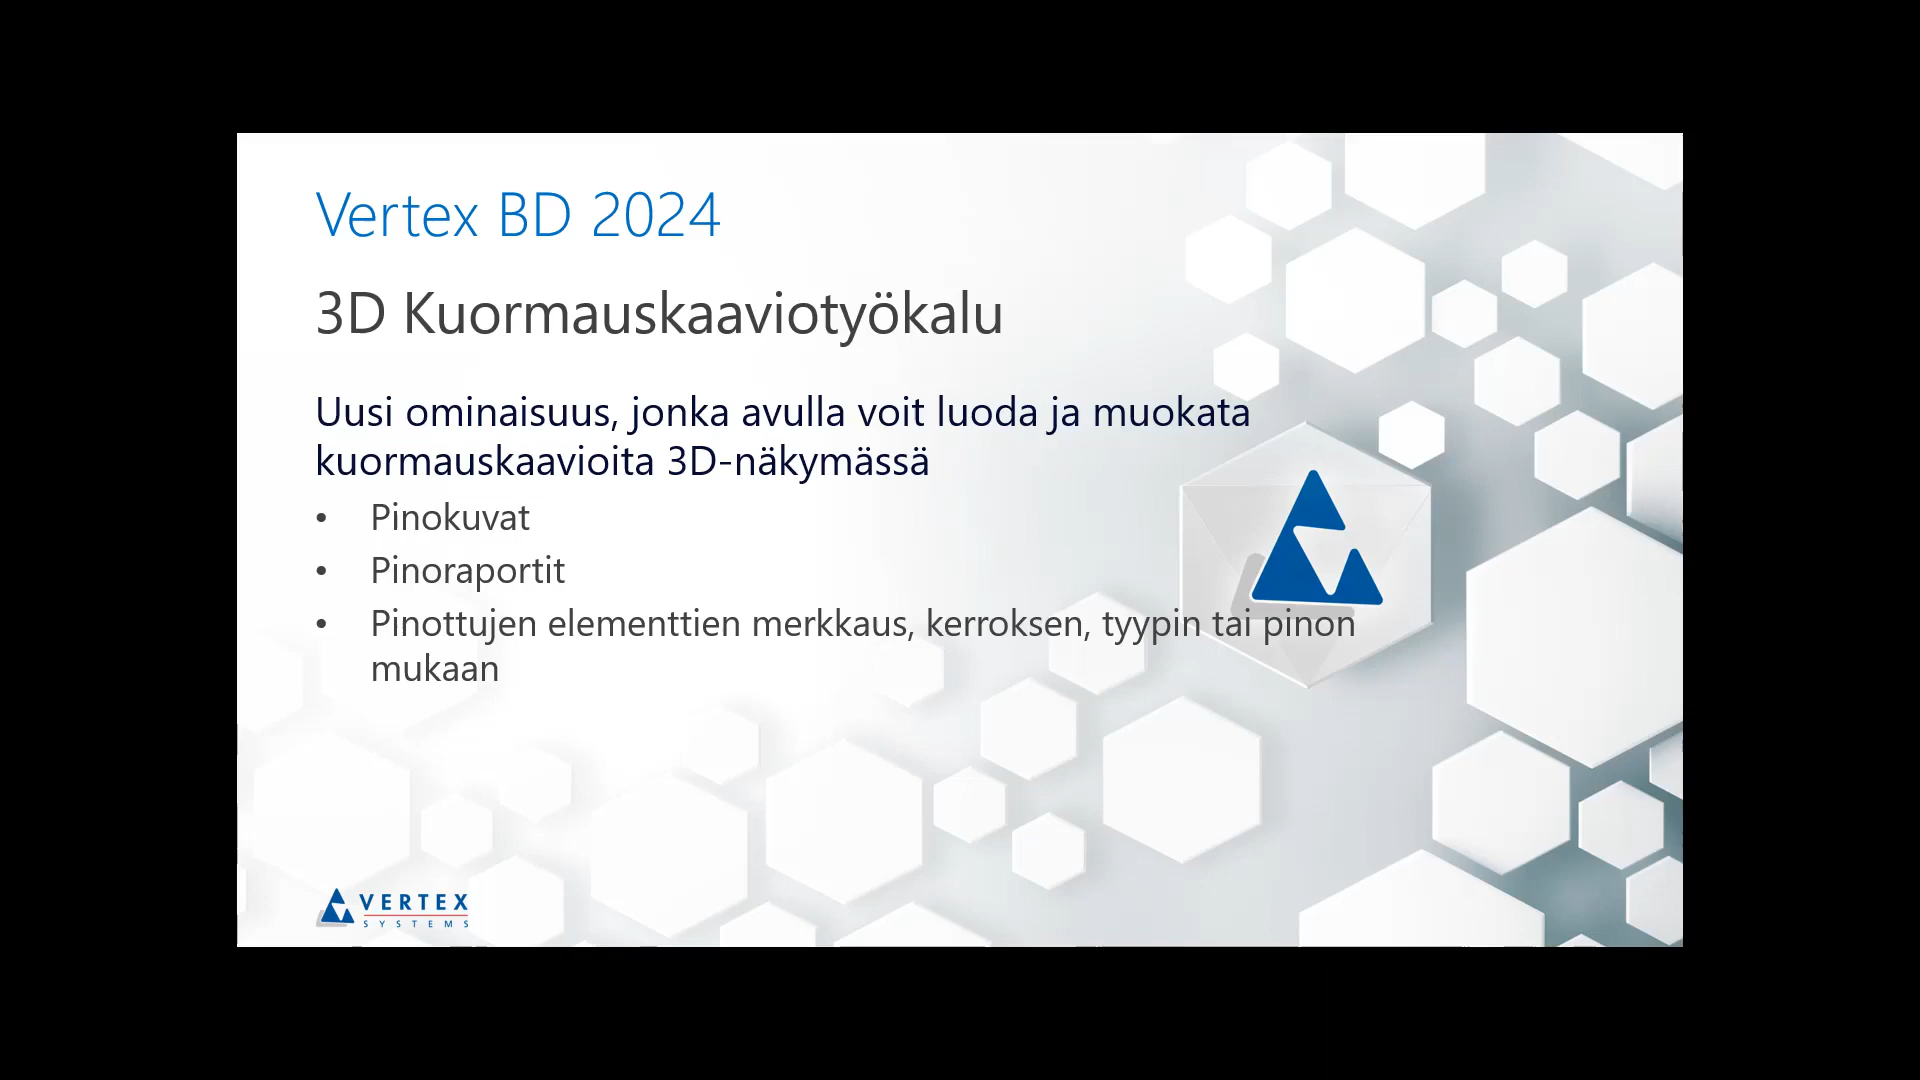 Vertex BD 2024
3D Kuormauskaaviotyökalu
Uusi ominaisuus, jonka avulla voit luoda ja muokata
kuormauskaavioita 3D-näkymässä
• Pinokuvat
• Pinoraportit
• Pinottujen elementtien merkkaus, kerroksen, tyypin tai pinon
mukaan
VERTEX
SYSTEMS